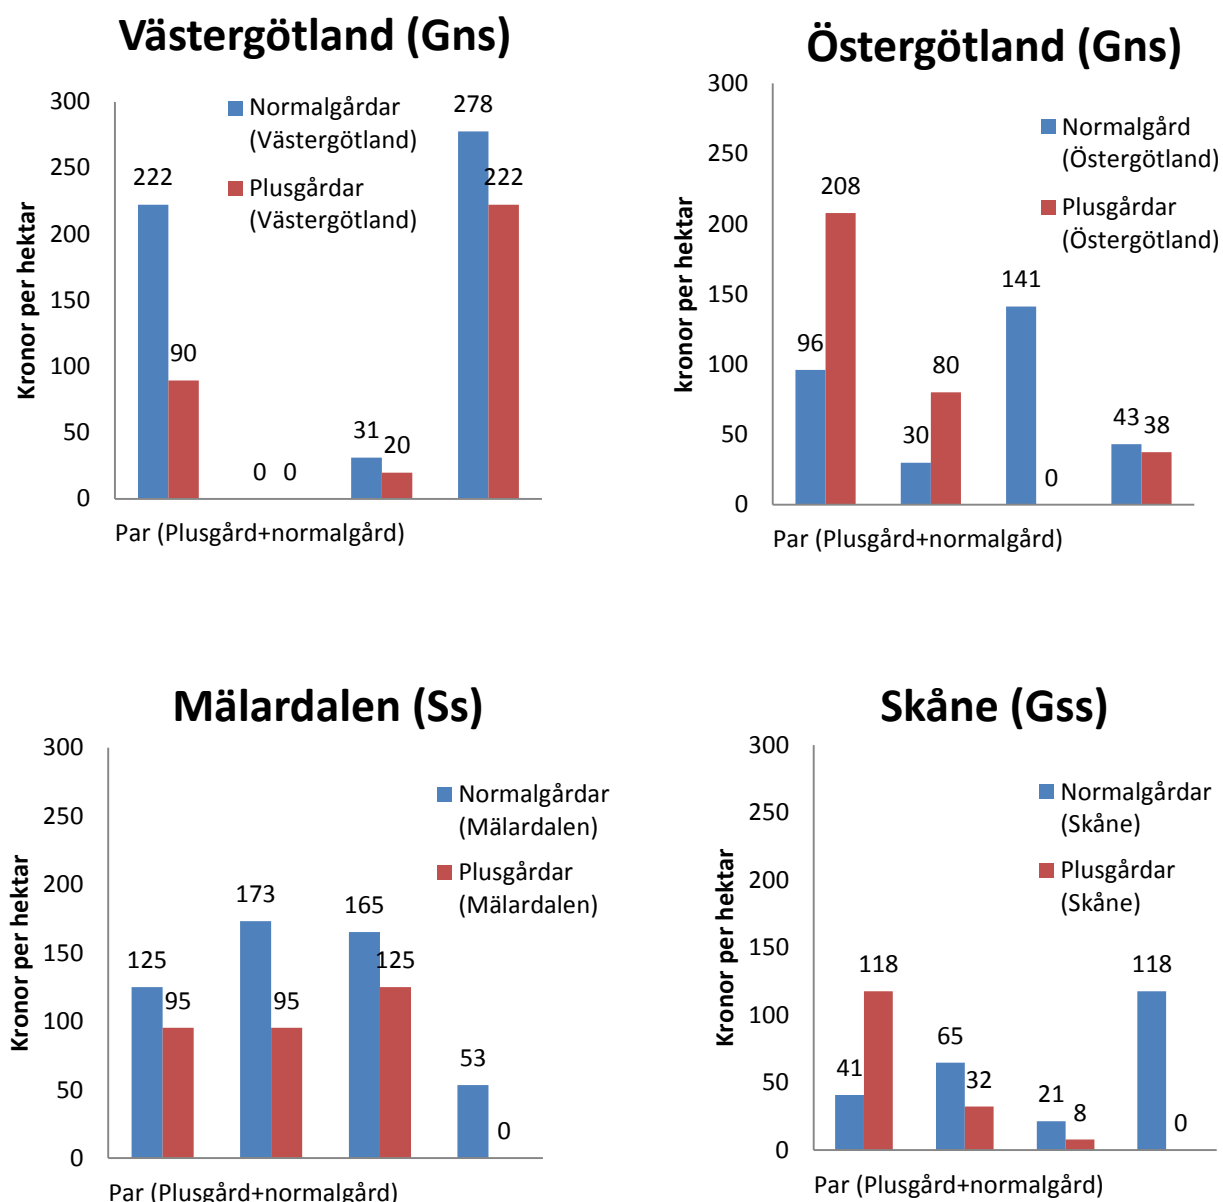 Västergötland (Gns)
Kronor per hektar
300
250
200
150
100
50
0
Normalgårdar
(Västergötland)
Plusgårdar
(Västergötland)
222
90
0 0
31
20
278
222
Par (Plusgård+normalgård)
Östergötland (Gns)
kronor per hektar
300
250
200
150
100
50
0
Normalgård
(Östergötland)
Plusgårdar
(Östergötland)
96
208
30
80
141
0
43
38
Par (Plusgård+normalgård)
Mälardalen (Ss)
Kronor per hektar
300
250
200
150
100
50
0
Normalgårdar
(Mälardalen)
Plusgårdar
(Mälardalen)
125
95
173
95
165
125
53
0
Par (Plusgård+normalgård)
Skåne (Gss)
Kronor per hektar
300
250
200
150
100
50
0
Normalgårdar
(Skåne)
Plusgårdar
(Skåne)
41
118
65
32
21
8
118
0
Par (Plusgård+normalgård)